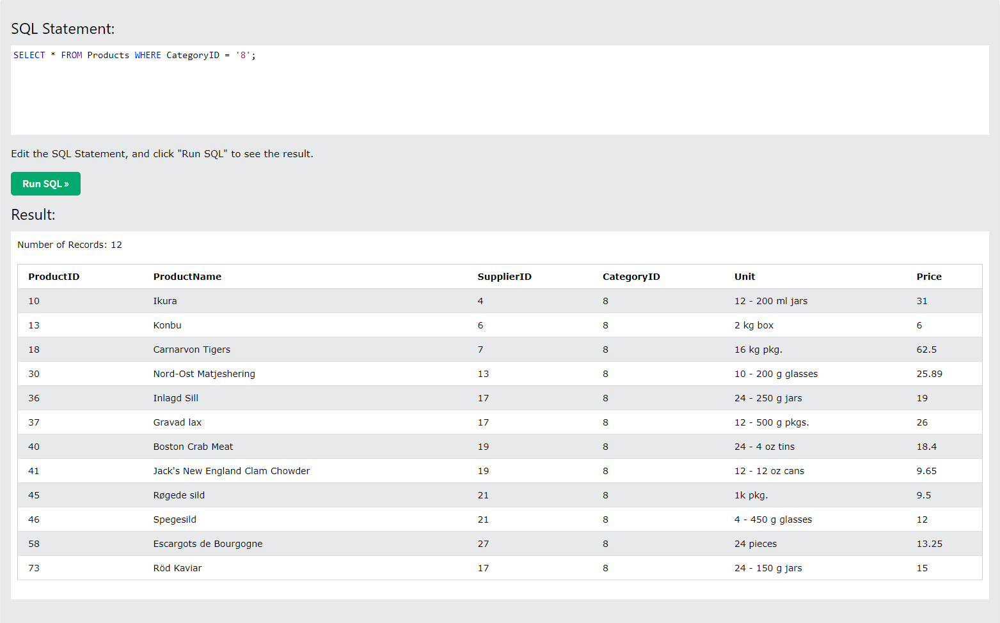 SQL Statement:
SELECT * FROM Products WHERE CategoryID = '8';
Edit the SQL Statement, and click "Run SQL" to see the result.
Run SQL »
Result:
Number of Records: 12
ProductID ProductName SupplierID CategoryID Unit Price
10 Ikura 4 8 12 - 200 ml jars 31
13 Konbu 6 8 2 kg box 6
18 Carnarvon Tigers 7 8 16 kg pkg. 62.5
30 Nord-Ost Matjeshering 13 8 10 - 200 g glasses 25.89
36 Inlagd Sill 17 8 24 - 250 g jars 19
37 Gravad lax 17 8 12 - 500 g pkgs. 26
40 Boston Crab Meat 19 8 24 - 4 oz tins 18.4
41 Jack's New England Clam Chowder 19 8 12 - 12 oz cans 9.65
45 Røgede sild 21 8 1k pkg. 9.5
46 Spegesild 21 8 4 - 450 g glasses 12
58 Escargots de Bourgogne 27 8 24 pieces 13.25
73 Röd Kaviar 17 8 24 - 150 g jars 15